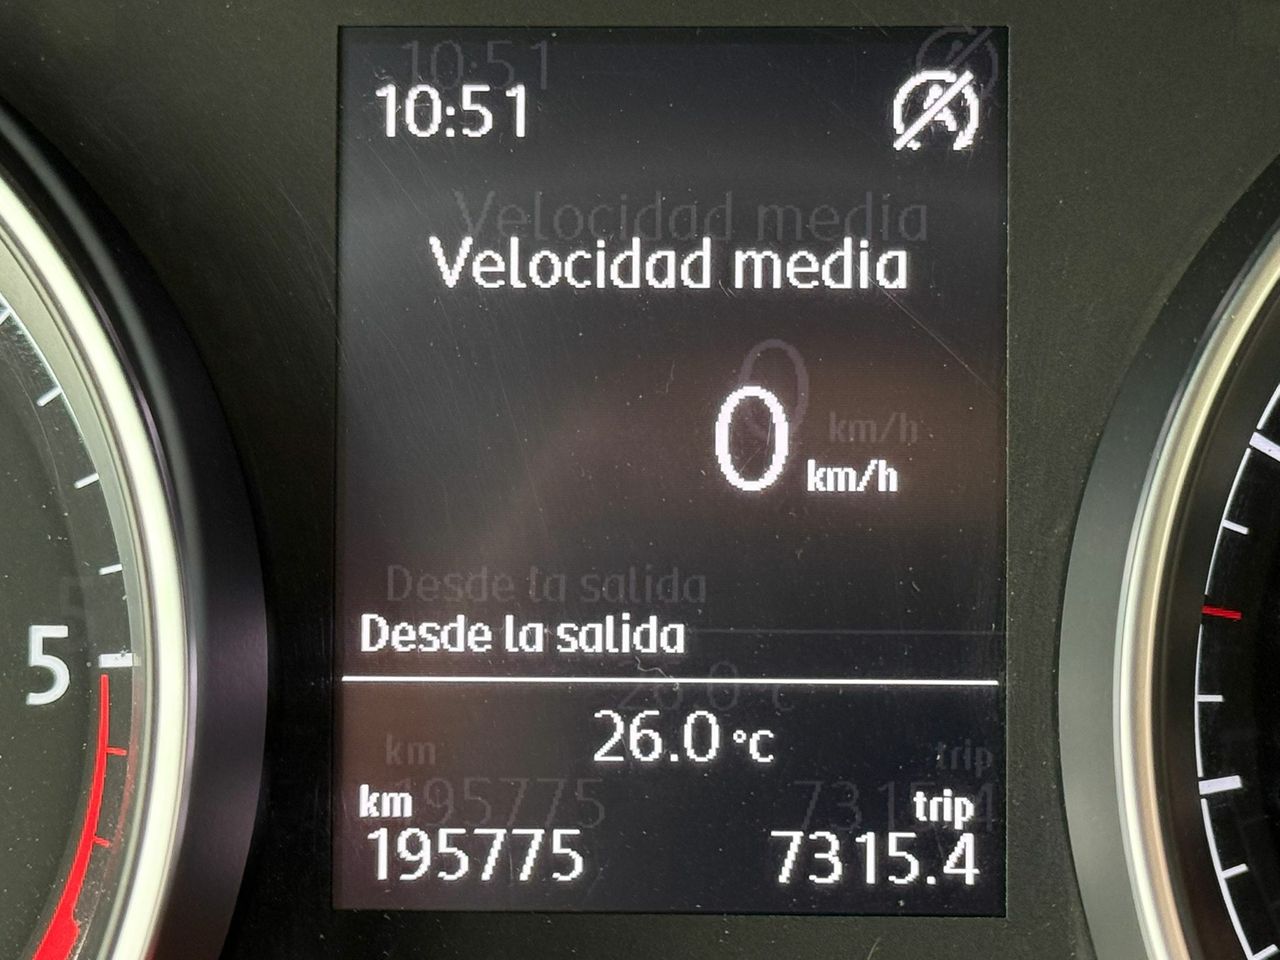 10:51
Velocidad media
0 km/h
Desde la salida
26.0 °C
km trip
195775 7315.4
5